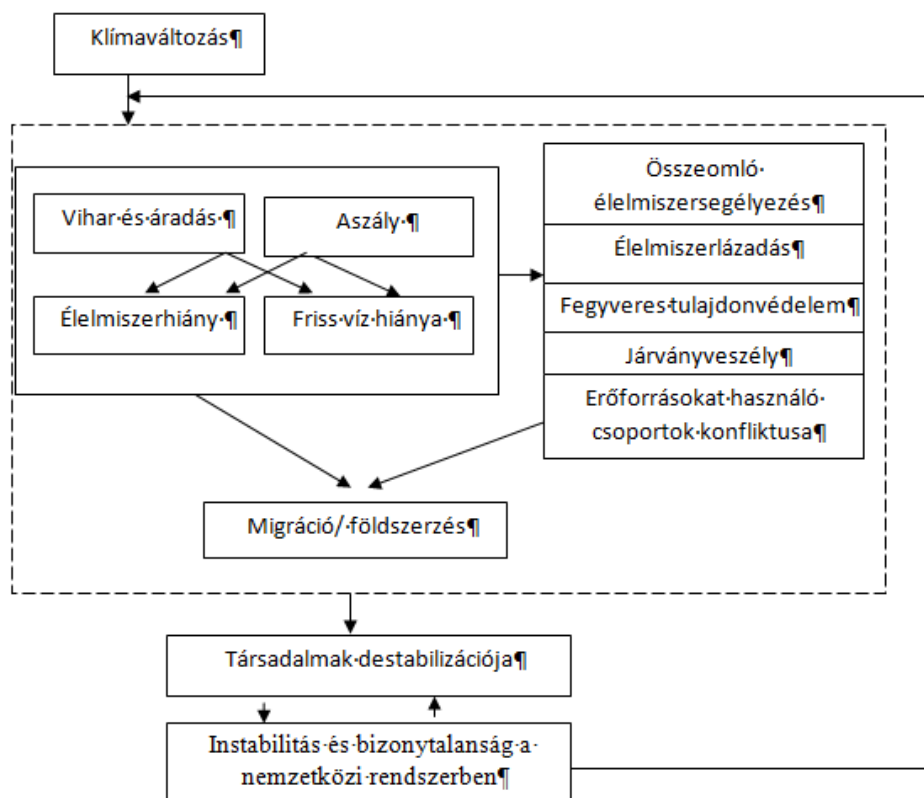 Klímaváltozás¶
Vihar·és·áradás·¶
Aszály·¶
Élelmiszerhiány·¶
Friss·víz·hiánya·¶
Összeomló·
élelmiszersegélyezés¶
Élelmiszerlázadás¶
Fegyveres·tulajdonvédelem¶
Járványveszély¶
Erőforrásokat·használó·
csoportok·konfliktusa¶
Migráció/·földszerzés¶
Társadalmak·destabilizációja¶
Instabilitás·és·bizonytalanság·a·
nemzetközi·rendszerben¶